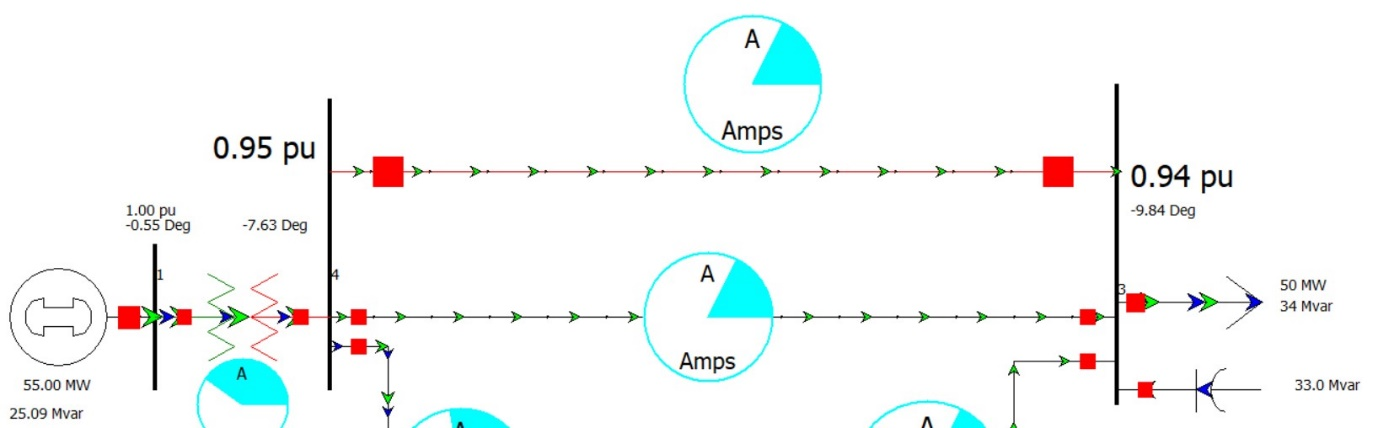 A
Amps
0.95 pu
0.94 pu
-9.84 Deg
1.00 pu
-0.55 Deg
-7.63 Deg
1
4
A
Amps
3
50 MW
34 Mvar
55.00 MW
25.09 Mvar
A
33.0 Mvar
A
A